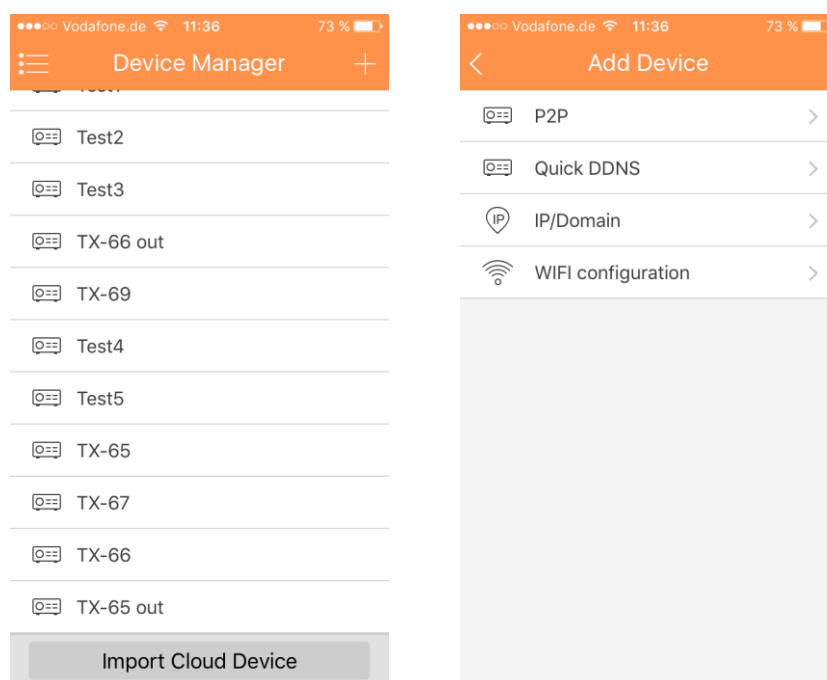 Vodafone.de 11:36 73 %
Device Manager
Test2
Test3
TX-66 out
TX-69
Test4
Test5
TX-65
TX-67
TX-66
TX-65 out
Import Cloud Device
Vodafone.de 11:36 73 %
Add Device
P2P
Quick DDNS
IP IP/Domain
WIFI configuration